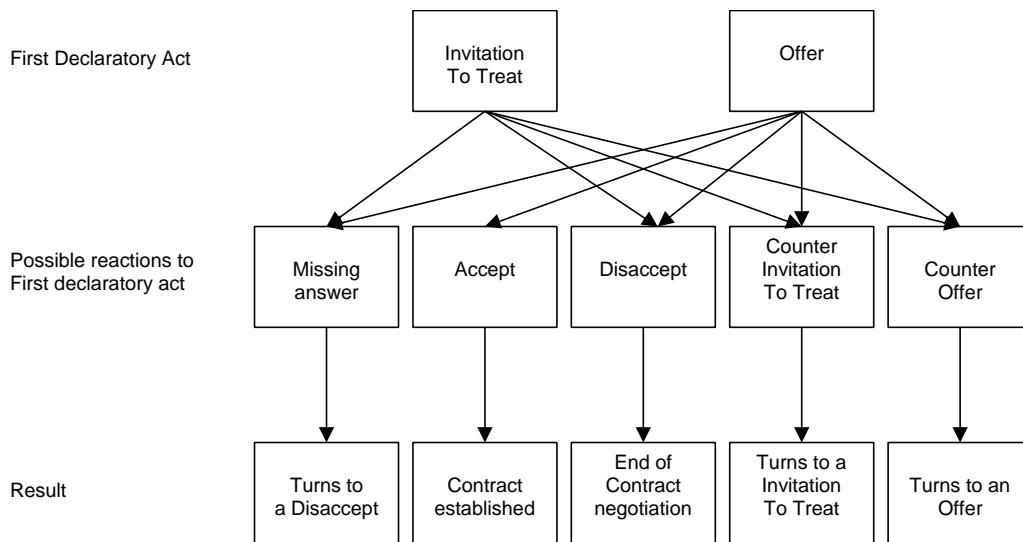 First Declaratory Act
Invitation
To Treat
Offer
Possible reactions to
First declaratory act
Missing
answer
Accept
Disaccept
Counter
Invitation
To Treat
Counter
Offer
Result
Turns to
a Disaccept
Contract
established
End of
Contract
negotiation
Turns to a
Invitation
To Treat
Turns to an
Offer